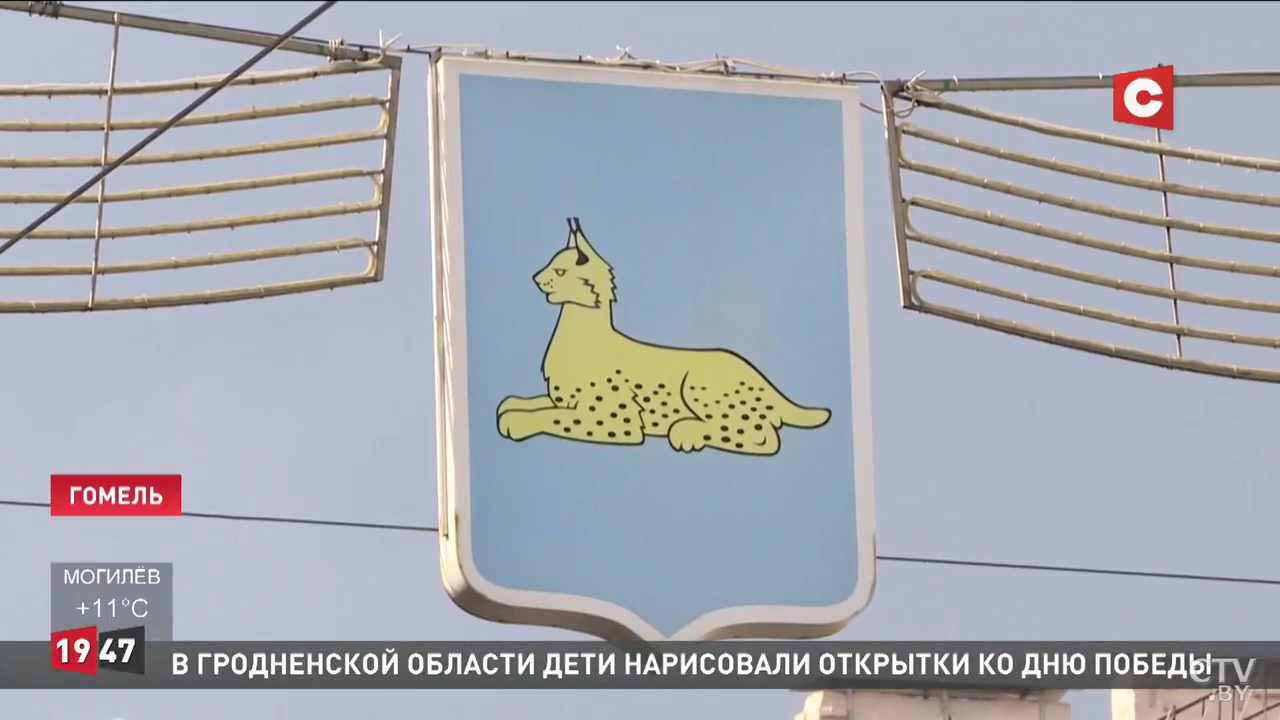 C
ГОМЕЛЬ
МОГИЛЁВ
+11°C
19 47
В ГРОДНЕНСКОЙ ОБЛАСТИ ДЕТИ НАРИСОВАЛИ ОТКРЫТКИ КО ДНЮ ПОБЕДЫ
CTV
.BY